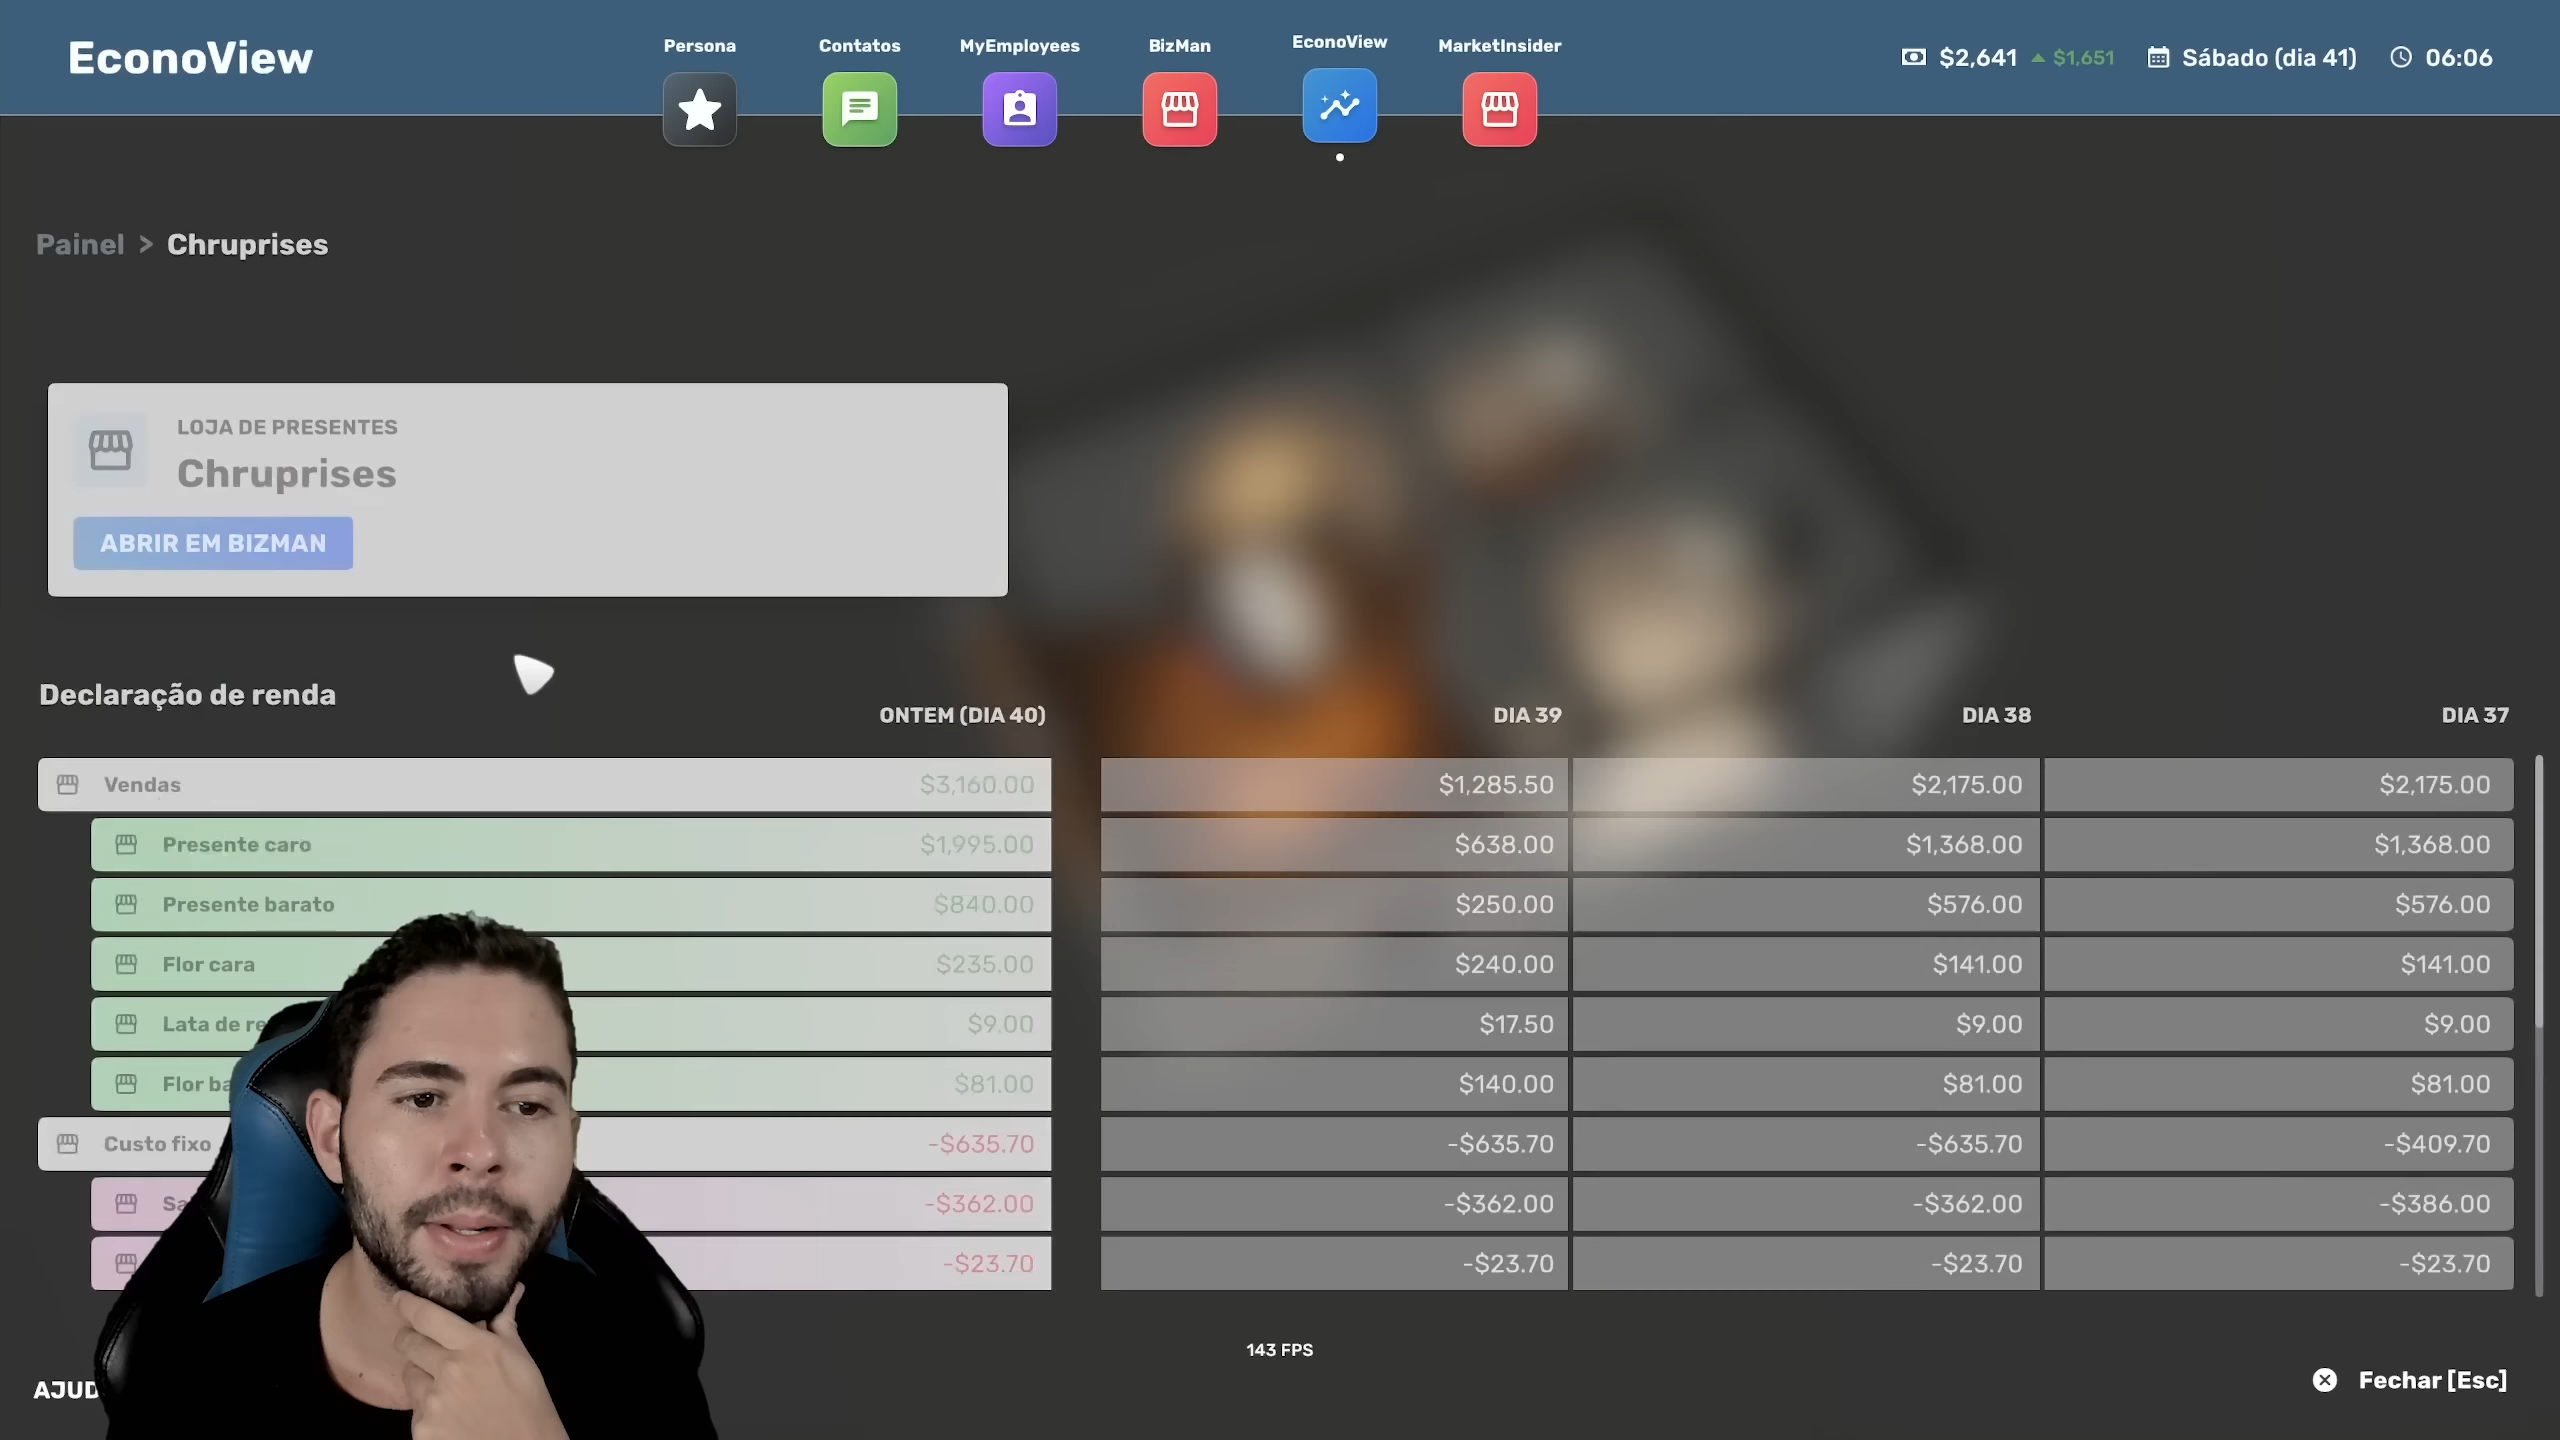 EconoView
Persona
Contatos
MyEmployees
BizMan
EconoView
MarketInsider
$2,641
$1,651
Sábado (dia 41)
06:06
Painel > Chruprises
LOJA DE PRESENTES
Chruprises
ABRIR EM BIZMAN
Declaração de renda
ONTEM (DIA 40) DIA 39 DIA 38 DIA 37
Vendas $3,160.00 $1,285.50 $2,175.00 $2,175.00
Presente caro $1,995.00 $638.00 $1,368.00 $1,368.00
Presente barato $840.00 $250.00 $576.00 $576.00
Flor cara $235.00 $240.00 $141.00 $141.00
Lata de $9.00 $17.50 $9.00 $9.00
Flor $81.00 $140.00 $81.00 $81.00
Custo fixo -$635.70 -$635.70 -$635.70 -$409.70
-$362.00 -$362.00 -$362.00 -$386.00
-$23.70 -$23.70 -$23.70 -$23.70
143 FPS
Fechar [Esc]